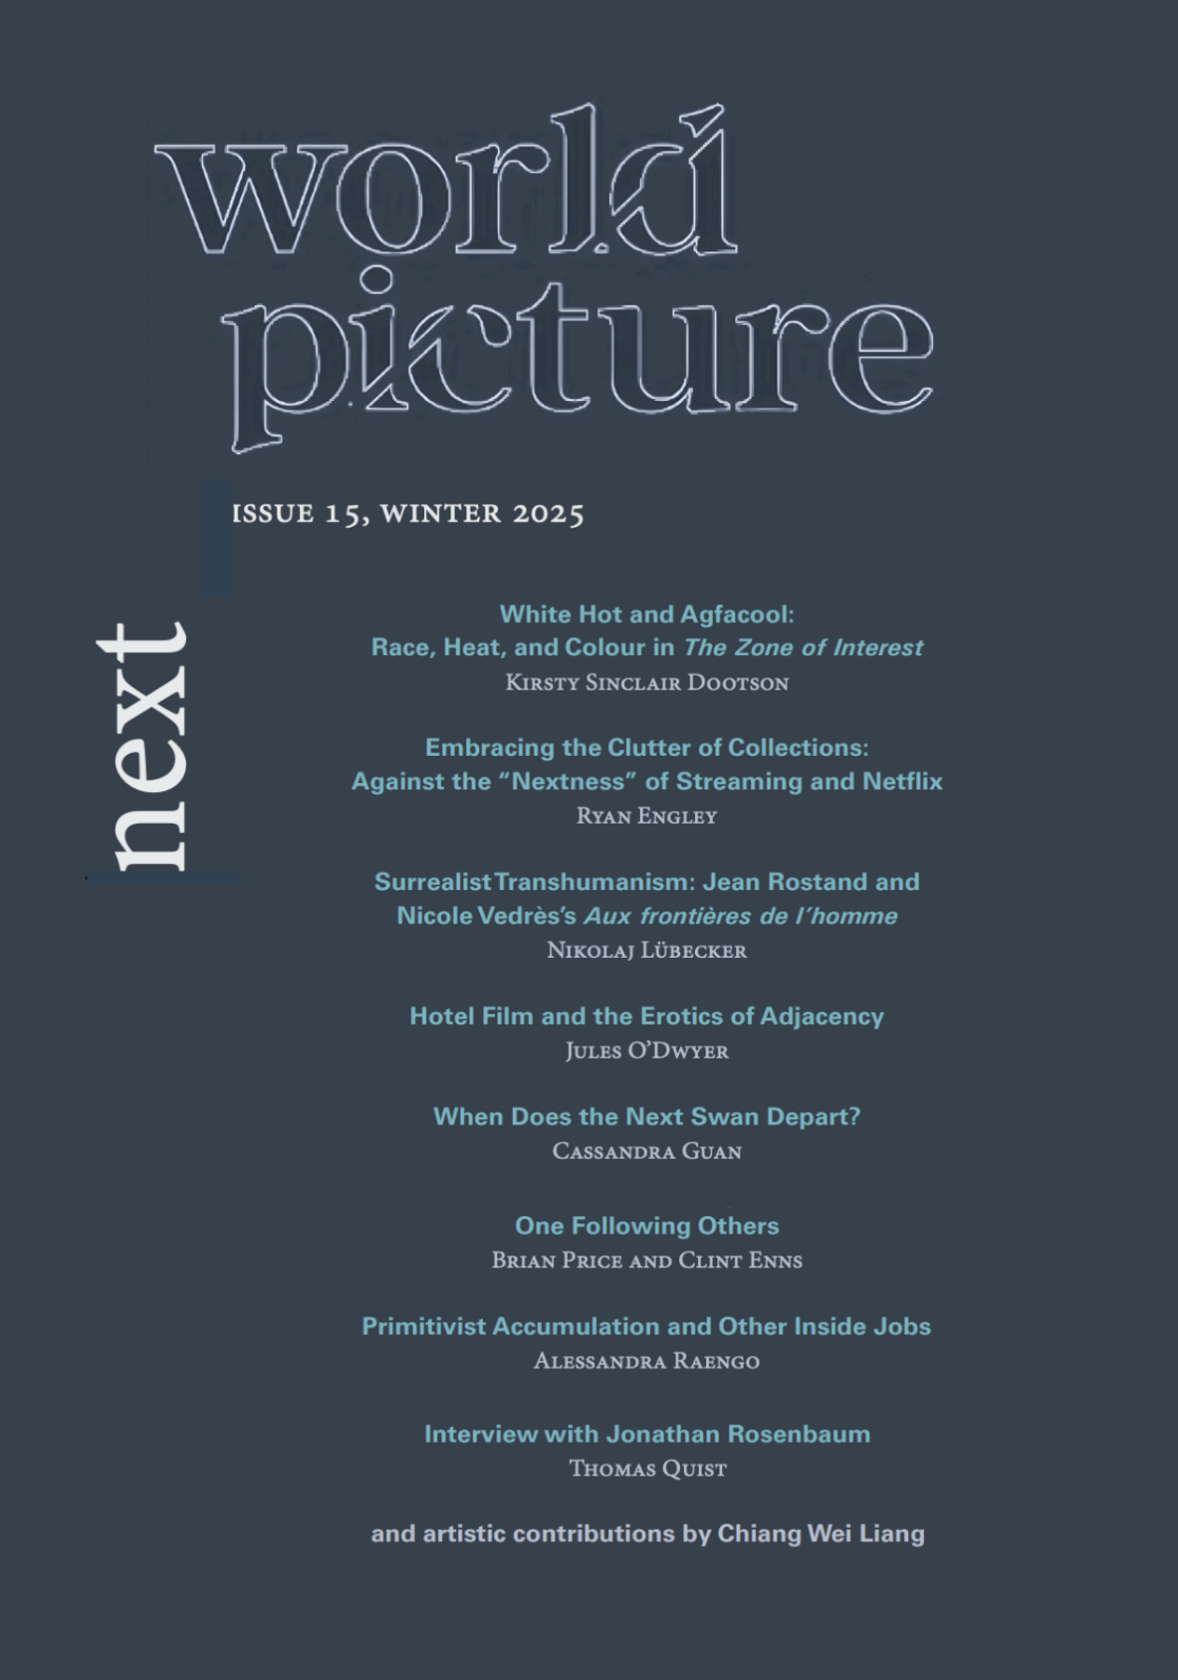 world
picture
ISSUE 15, WINTER 2025
next
White Hot and Agfacool:
Race, Heat, and Colour in The Zone of Interest
Kirsty Sinclair Dootson
Embracing the Clutter of Collections:
Against the “Nextness” of Streaming and Netflix
Ryan Engley
Surrealist Transhumanism: Jean Rostand and
Nicole Vedrès’s Aux frontières de l’homme
Nikolaj Lübecker
Hotel Film and the Erotics of Adjacency
Jules O’Dwyer
When Does the Next Swan Depart?
Cassandra Guan
One Following Others
Brian Price and Clint Enns
Primitivist Accumulation and Other Inside Jobs
Alessandra Raengo
Interview with Jonathan Rosenbaum
Thomas Quist
and artistic contributions by Chiang Wei Liang